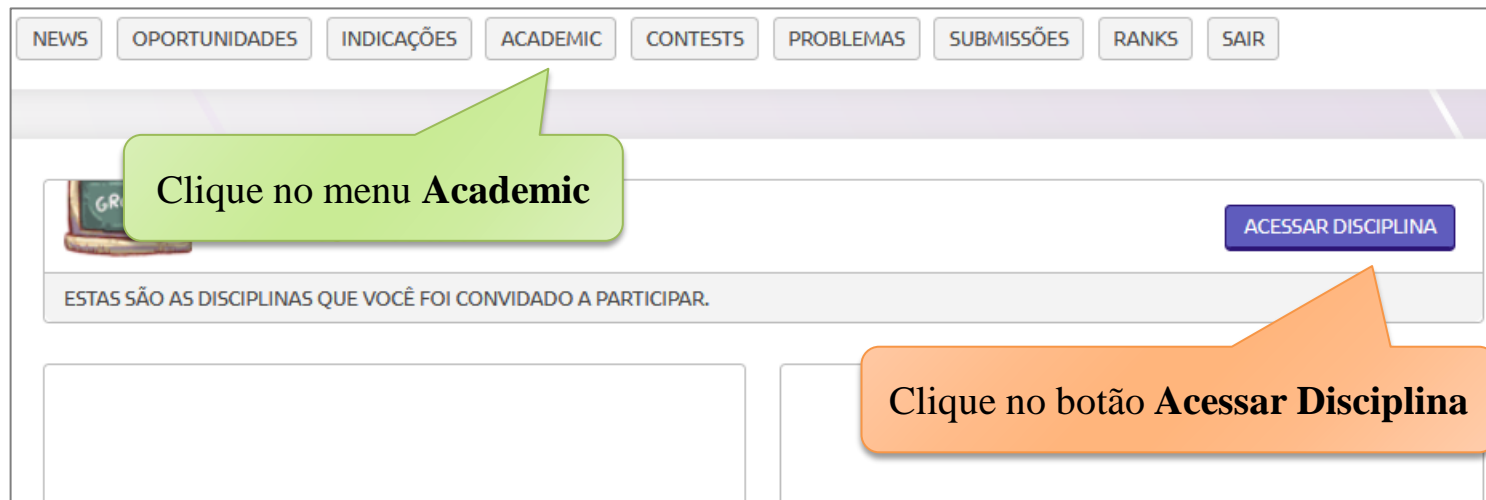 NEWS OPORTUNIDADES INDICAÇÕES ACADEMIC CONTESTS PROBLEMAS SUBMISSÕES RANKS SAIR
Clique no menu Academic
ACESSAR DISCIPLINA
ESTAS SÃO AS DISCIPLINAS QUE VOCÊ FOI CONVIDADO A PARTICIPAR.
Clique no botão Acessar Disciplina